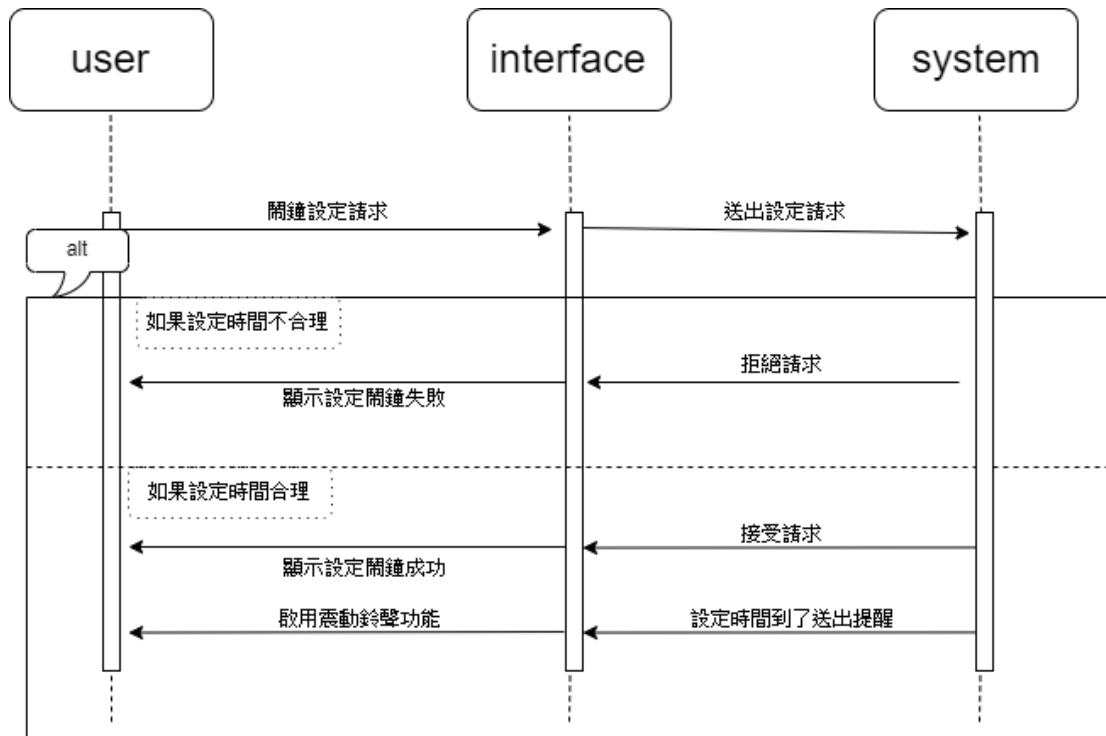 user
interface
system
鬧鐘設定請求
送出設定請求
alt
如果設定時間不合理
拒絕請求
顯示設定鬧鐘失敗
如果設定時間合理
接受請求
顯示設定鬧鐘成功
啟用震動鈴聲功能
設定時間到了送出提醒